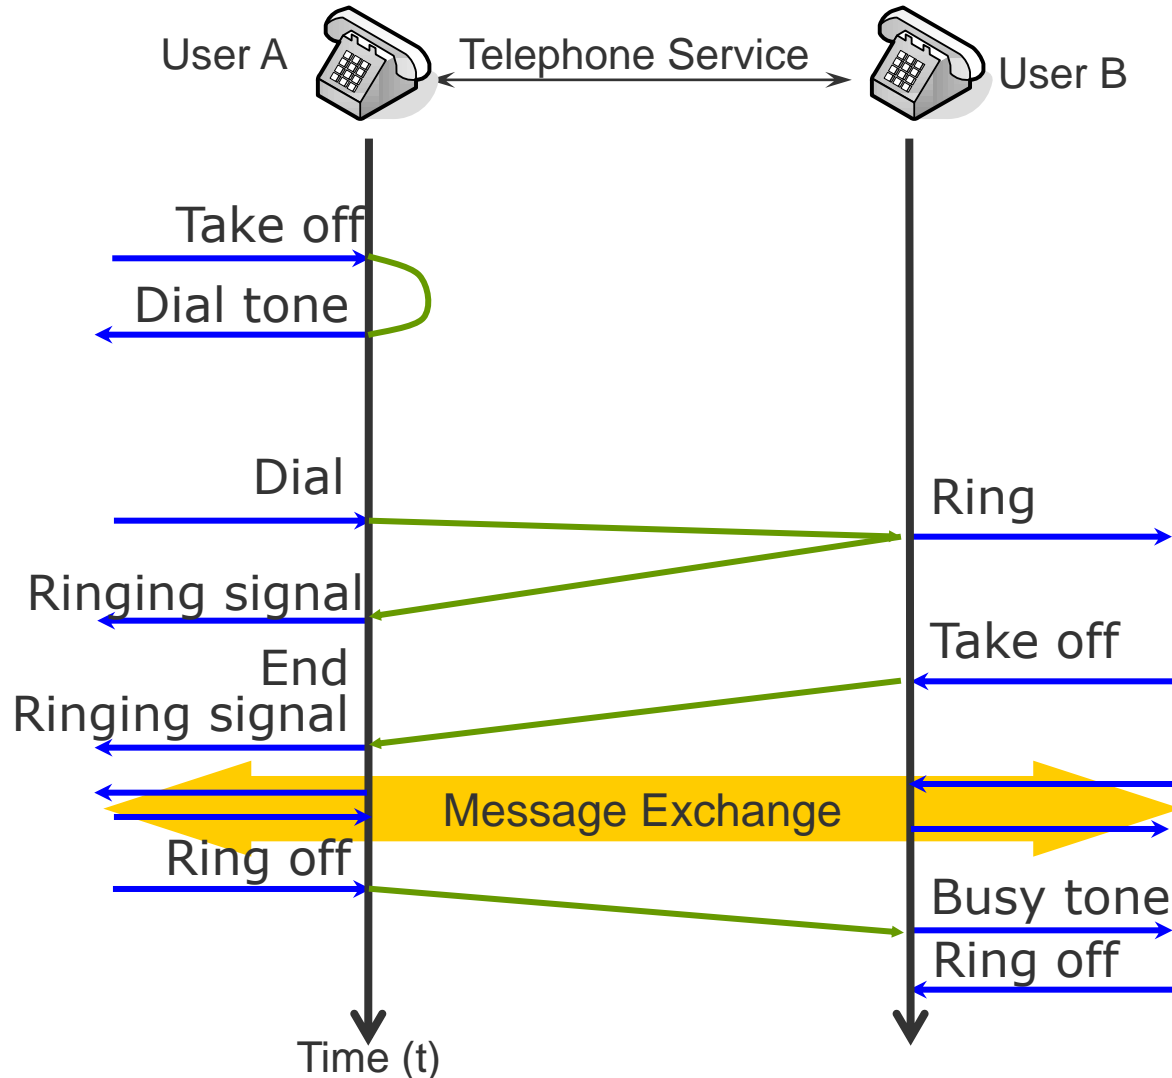 User A
Telephone Service
User B
Take off
Dial tone
Dial
Ring
Ringing signal
Take off
End
Ringing signal
Message Exchange
Ring off
Busy tone
Ring off
Time (t)